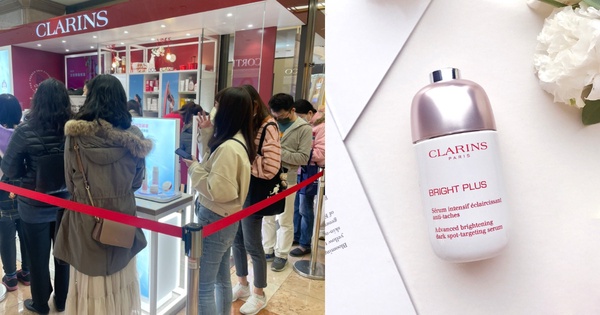 CLARINS
CLARINS
PARIS
BRIGHT PLUS
Sérum intensif éclaircissant
anti-taches
Advanced brightening
dark spot-targeting serum